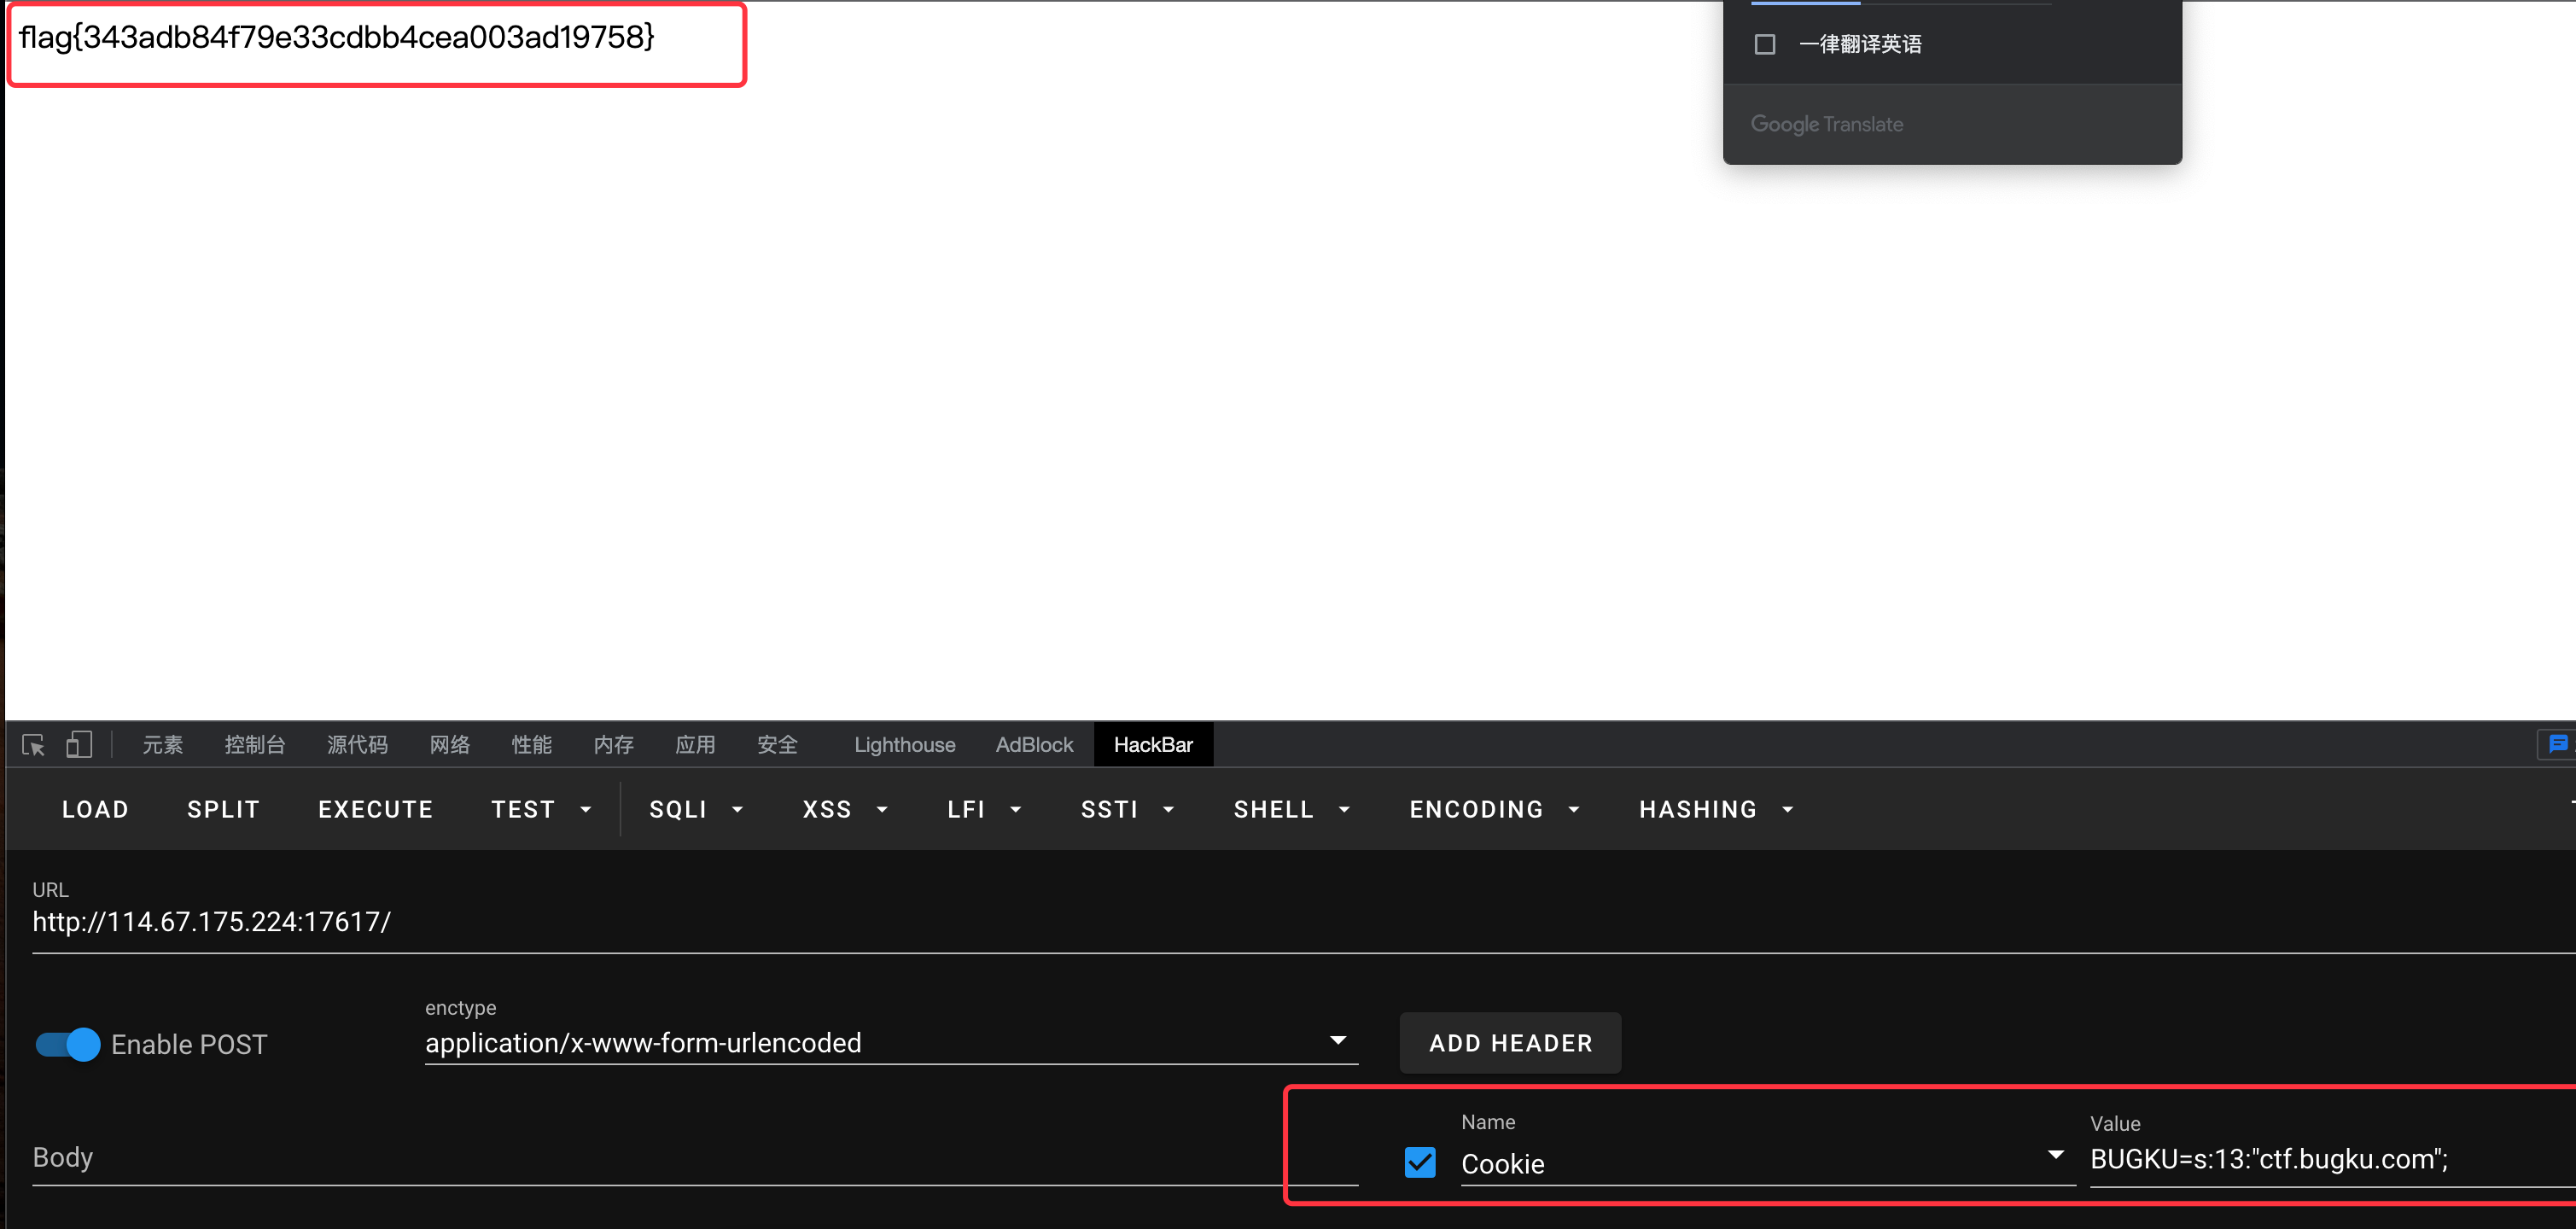 flag{343adb84f79e33cdbb4cea003ad19758}
一律翻译英语
Google Translate
元素 控制台 源代码 网络 性能 内存 应用 安全 Lighthouse AdBlock HackBar
LOAD SPLIT EXECUTE TEST SQLI XSS LFI SSTI SHELL ENCODING HASHING
URL
http://114.67.175.224:17617/
enctype
Enable POST application/x-www-form-urlencoded ADD HEADER
Name Value
Body Cookie BUGKU=s:13:"ctf.bugku.com";